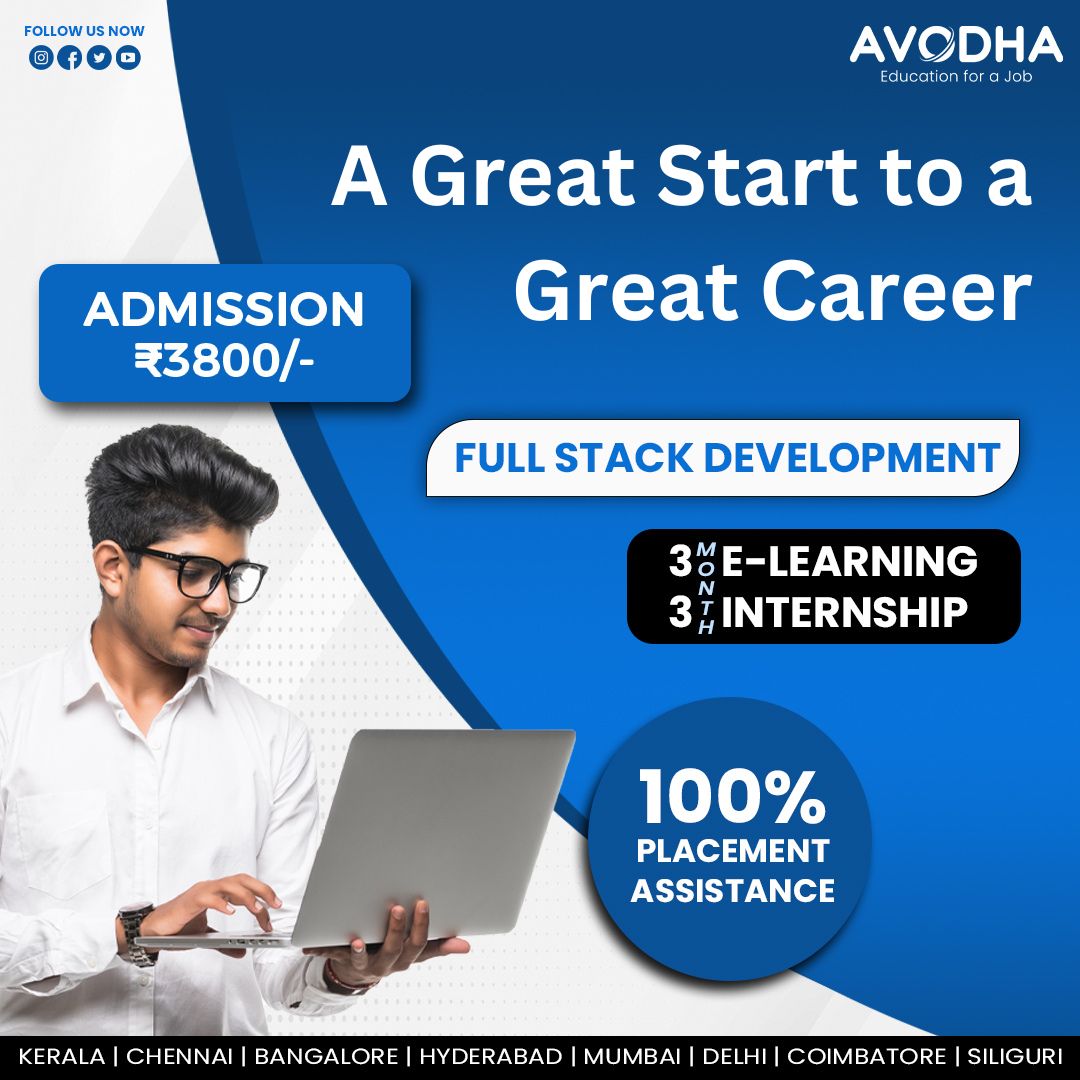 FOLLOW US NOW
AVODHA
Education for a Job
A Great Start to a
Great Career
ADMISSION
₹3800/-
FULL STACK DEVELOPMENT
3 MONTH E-LEARNING
3 INTERNSHIP
100%
PLACEMENT
ASSISTANCE
KERALA | CHENNAI | BANGALORE | HYDERABAD | MUMBAI | DELHI | COIMBATORE | SILIGURI